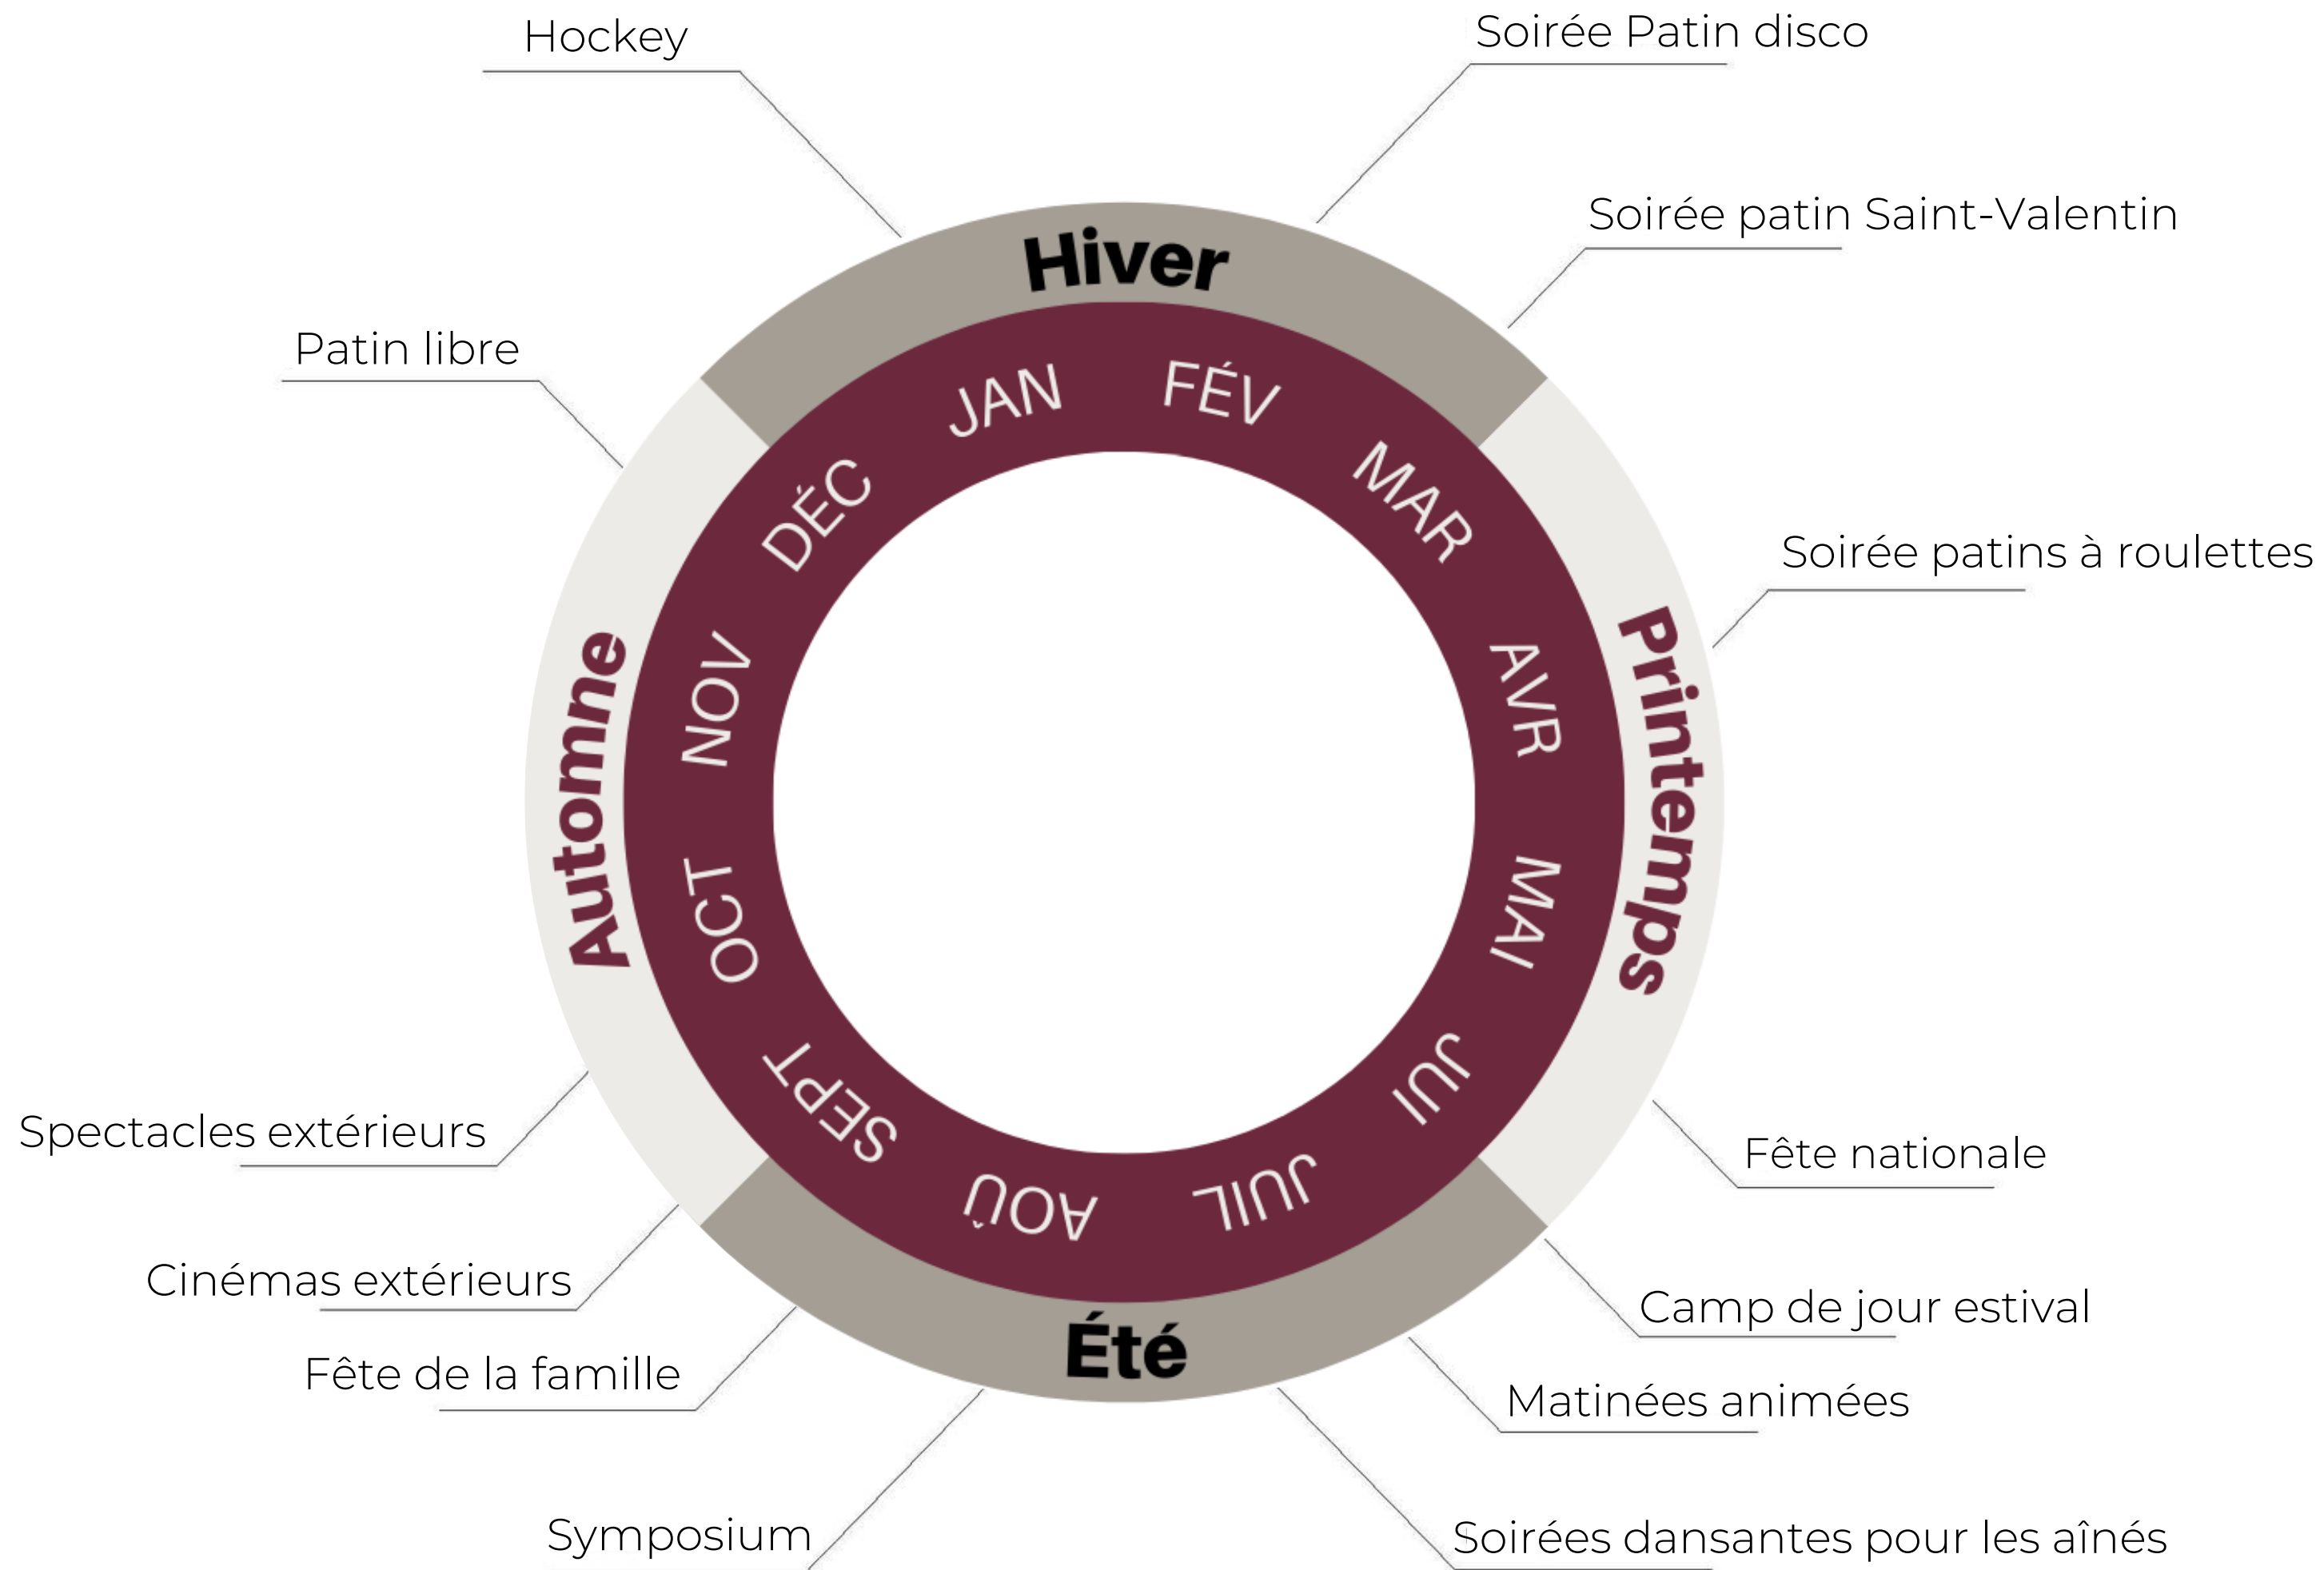 Hockey
Soirée Patin disco
Soirée patin Saint-Valentin
Patin libre
Soirée patins à roulettes
Hiver
Printemps
Été
Automne
JAN
FÉV
MAR
AVR
MAI
JUI
JUIL
AOÛ
SEPT
OCT
NOV
DÉC
Spectacles extérieurs
Fête nationale
Cinémas extérieurs
Camp de jour estival
Fête de la famille
Matinées animées
Symposium
Soirées dansantes pour les aînés